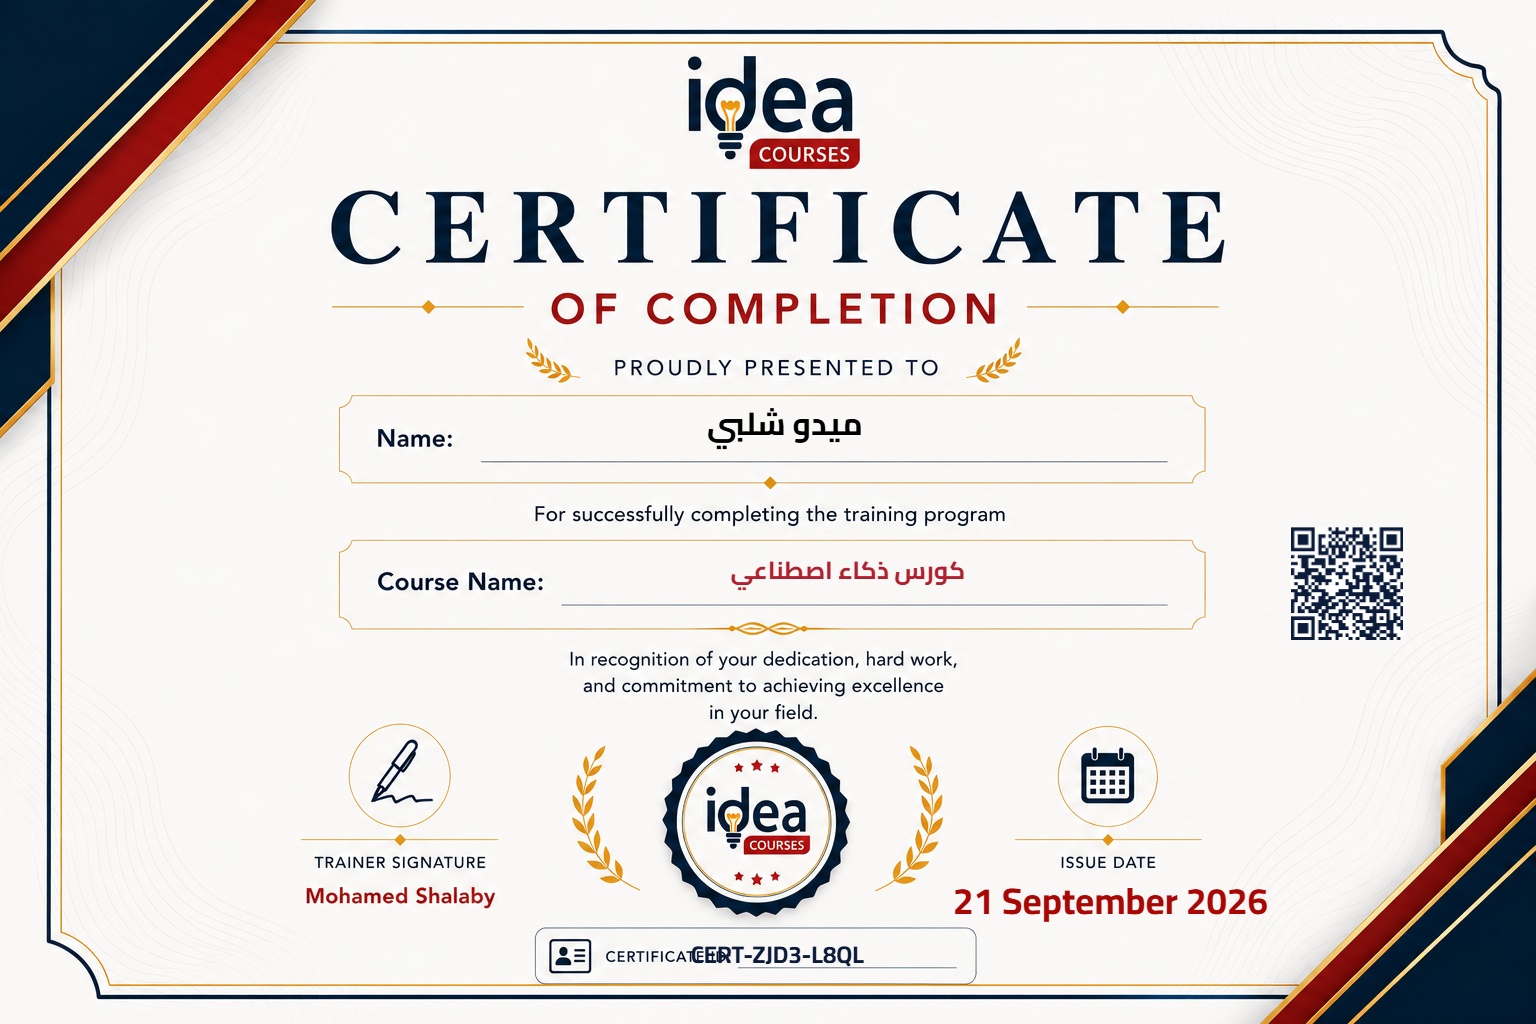 idea
COURSES
CERTIFICATE
OF COMPLETION
PROUDLY PRESENTED TO
Name: ميدو شلبي
For successfully completing the training program
Course Name: كورس ذكاء اصطناعي
In recognition of your dedication, hard work,
and commitment to achieving excellence
in your field.
idea
COURSES
TRAINER SIGNATURE
Mohamed Shalaby
ISSUE DATE
21 September 2026
CERTIFICATE CERT-ZJD3-L8QL